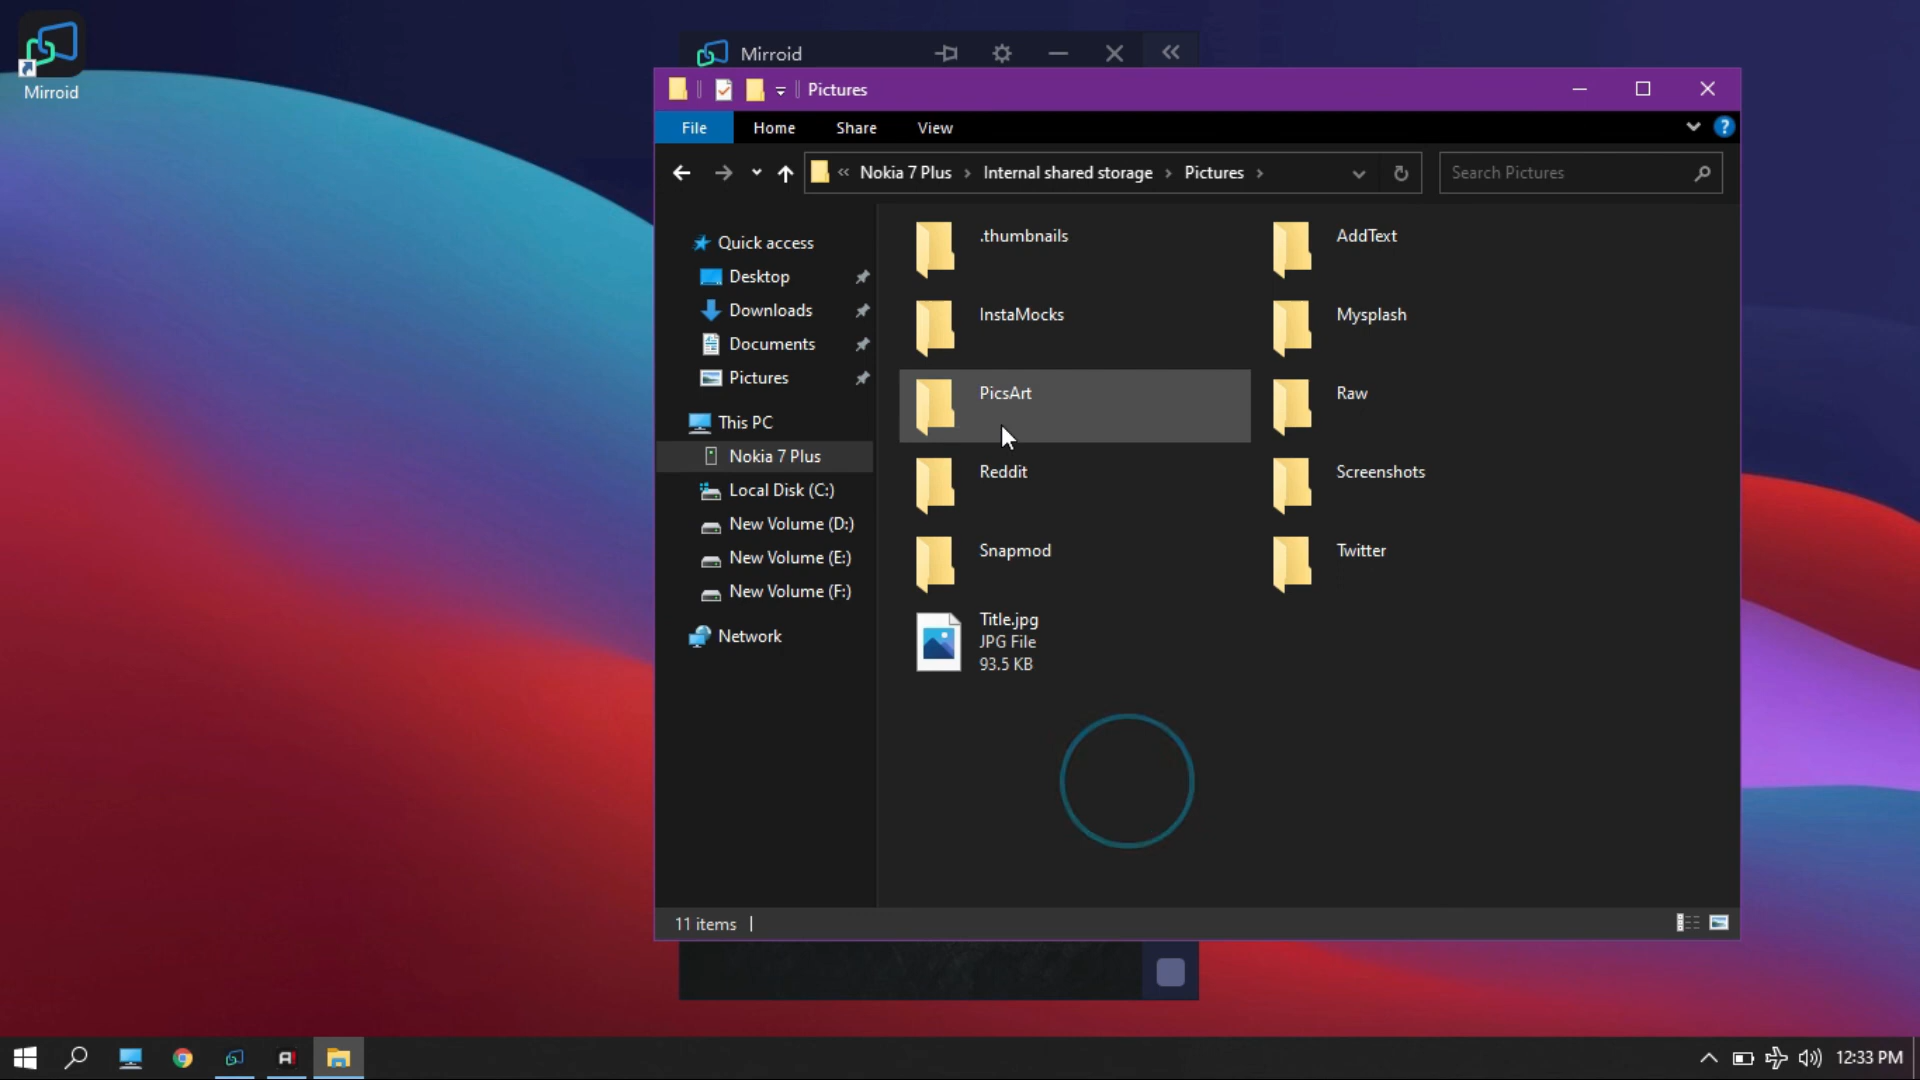 Mirroid
Mirroid
Pictures
File Home Share View
« Nokia 7 Plus › Internal shared storage › Pictures ›
Search Pictures
Quick access
Desktop
Downloads
Documents
Pictures
This PC
Nokia 7 Plus
Local Disk (C:)
New Volume (D:)
New Volume (E:)
New Volume (F:)
Network
.thumbnails
AddText
InstaMocks
Mysplash
PicsArt
Raw
Reddit
Screenshots
Snapmod
Twitter
Title.jpg
JPG File
93.5 KB
11 items
12:33 PM